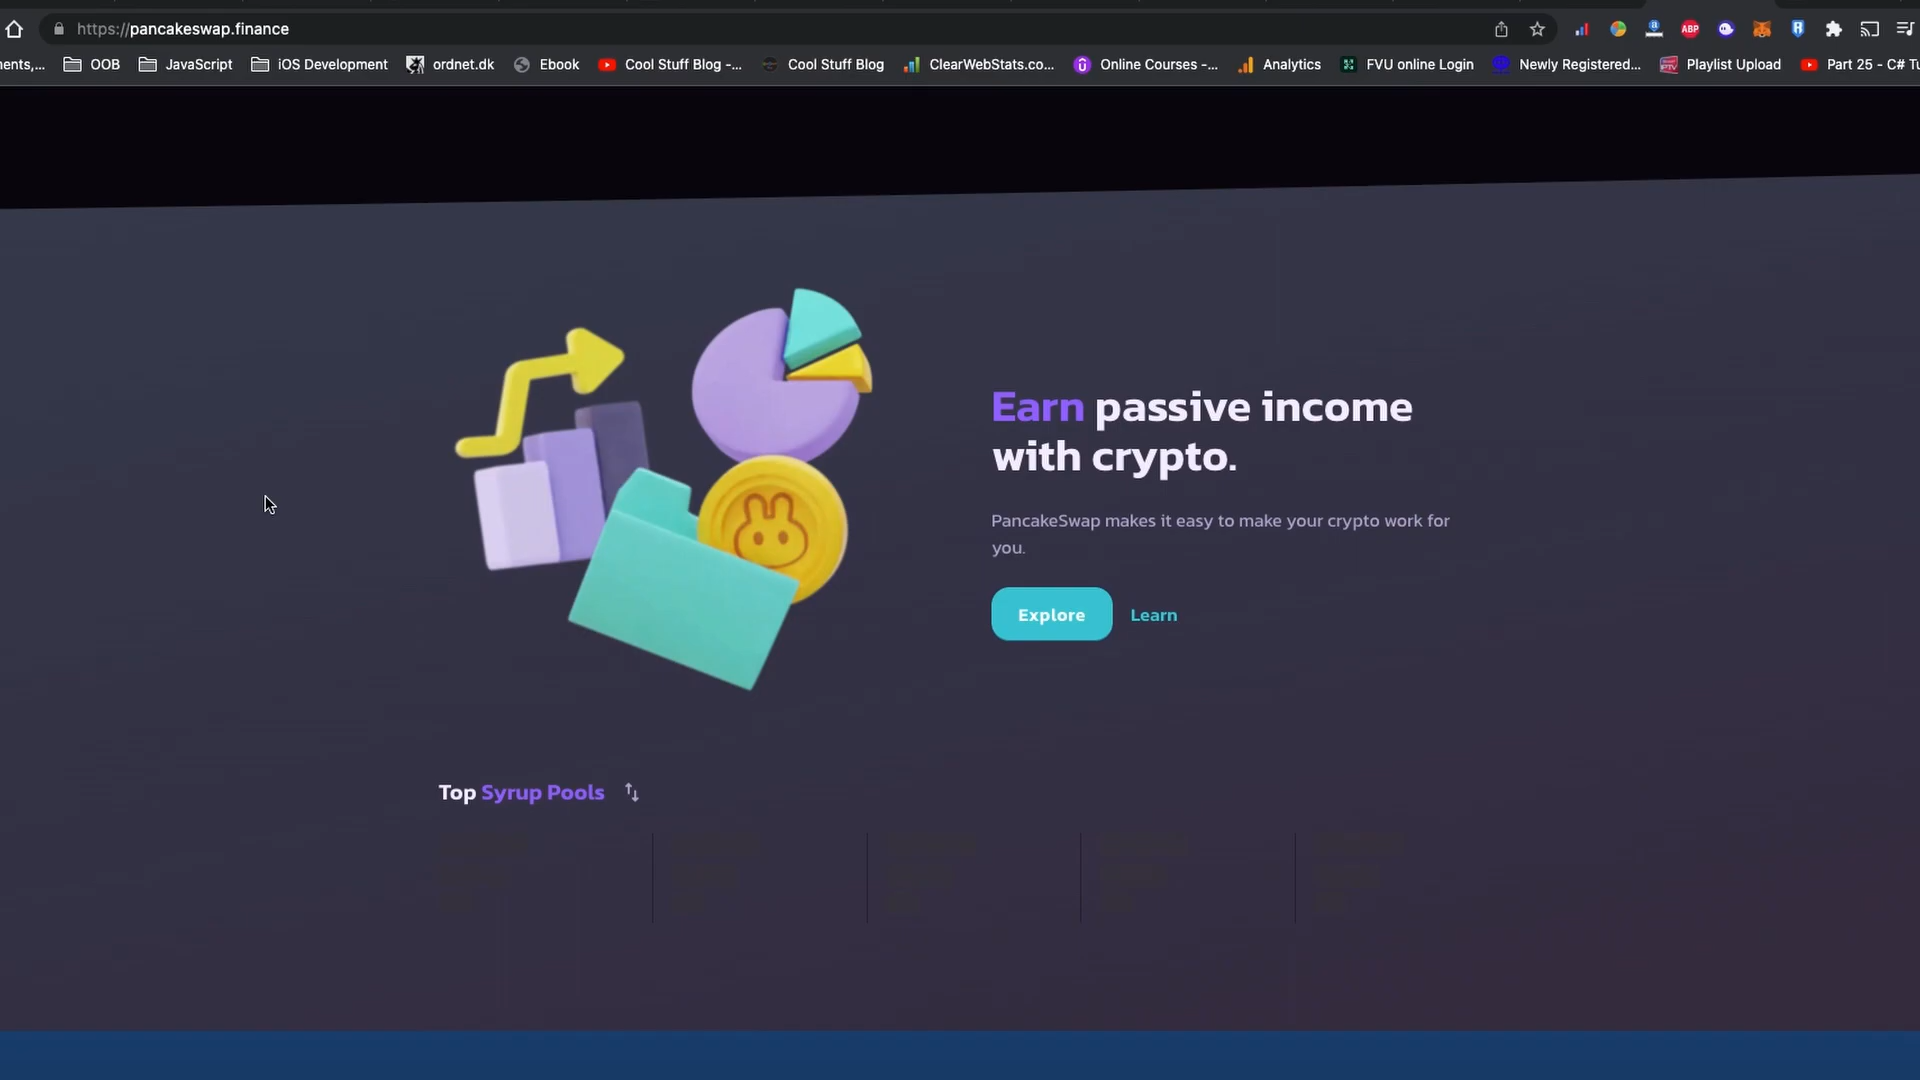 https://pancakeswap.finance
ents,... OOB JavaScript iOS Development ordnet.dk Ebook Cool Stuff Blog -... Cool Stuff Blog ClearWebStats.co... Online Courses -... Analytics FVU online Login Newly Registered... Playlist Upload Part 25 - C# Tu
ABP
Earn passive income
with crypto.
PancakeSwap makes it easy to make your crypto work for
you.
Explore Learn
Top Syrup Pools